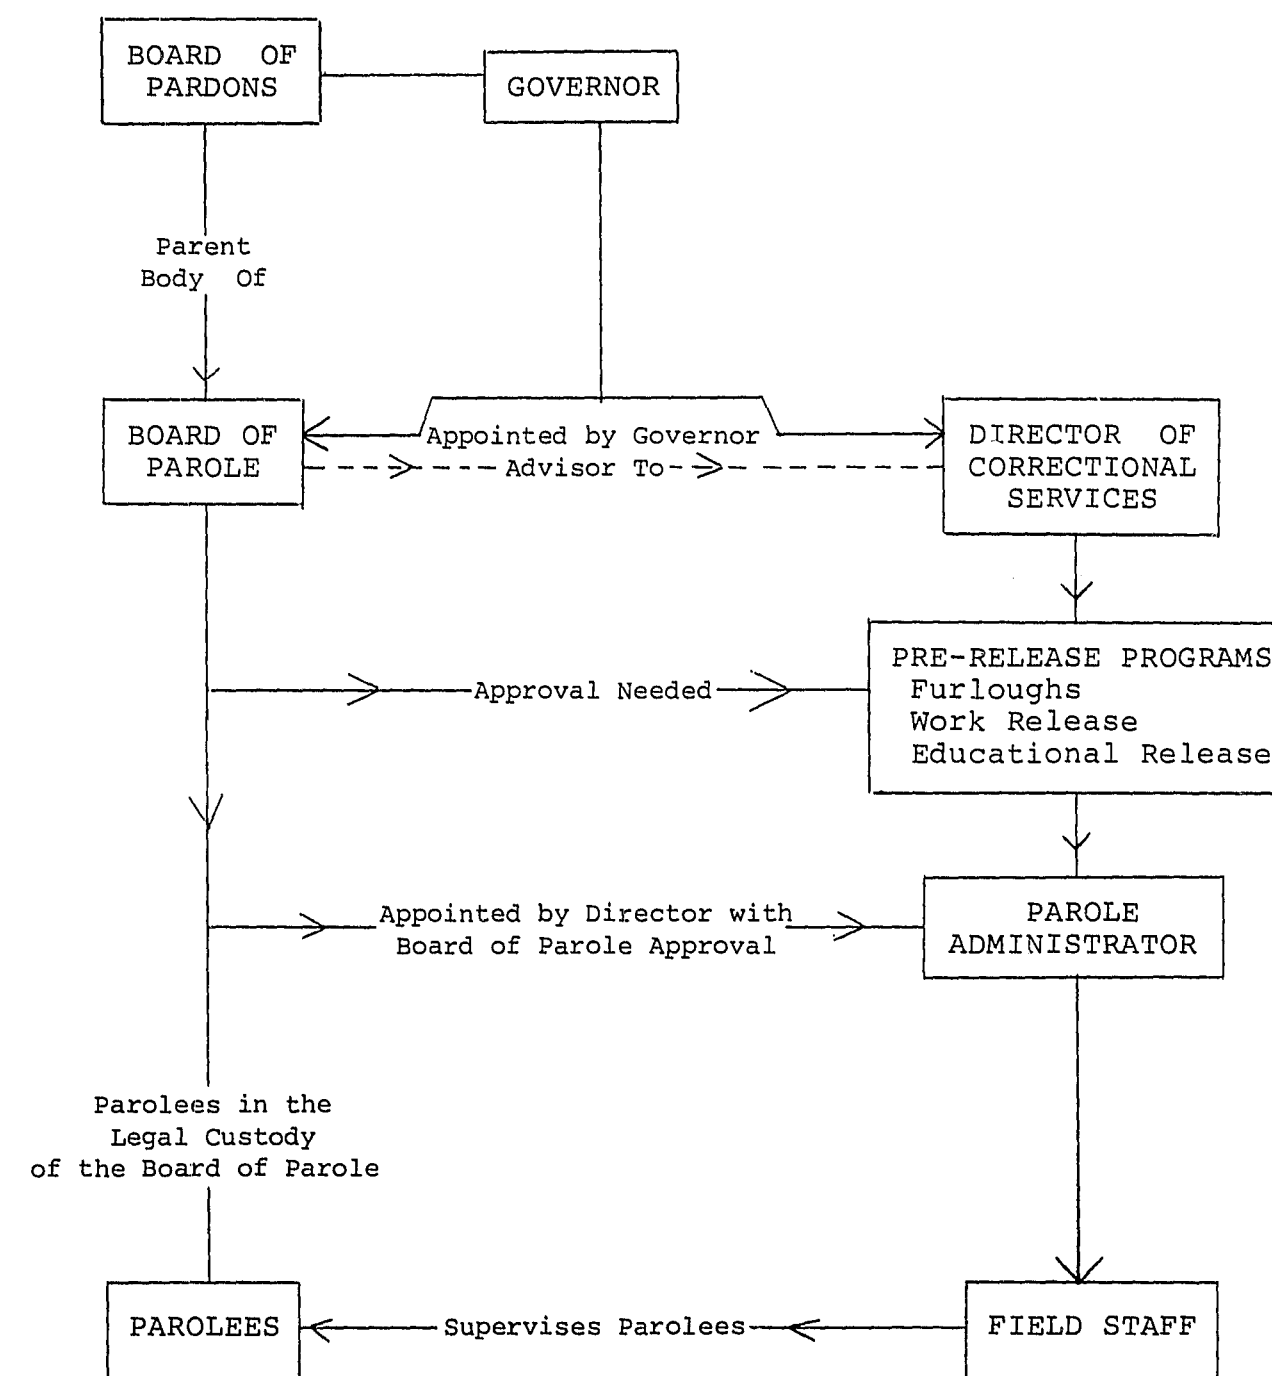 BOARD OF
PARDONS
GOVERNOR
Parent
Body Of
BOARD OF
PAROLE
Appointed by Governor
Advisor To
DIRECTOR OF
CORRECTIONAL
SERVICES
PRE-RELEASE PROGRAMS
Furloughs
Work Release
Educational Release
Approval Needed
Appointed by Director with
Board of Parole Approval
PAROLE
ADMINISTRATOR
Parolees in the
Legal Custody
of the Board of Parole
PAROLEES
Supervises Parolees
FIELD STAFF